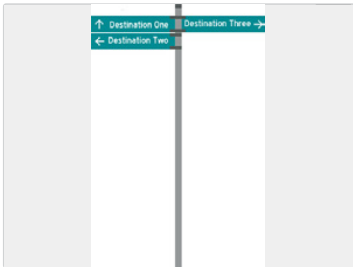 ↑ Destination One
Destination Three →
← Destination Two